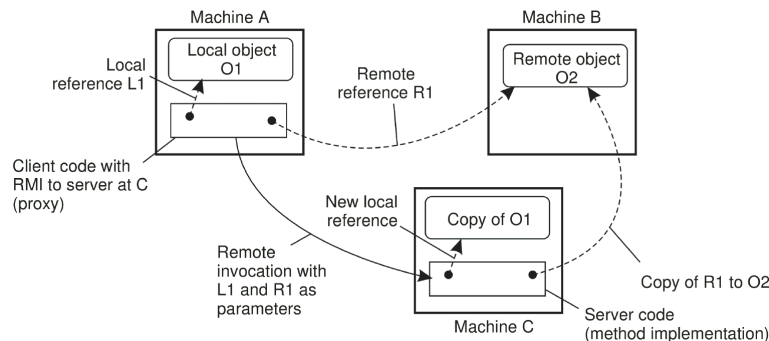 Machine A
Machine B
Local object
O1
Local
reference L1
Remote
reference R1
Remote object
O2
Client code with
RMI to server at C
(proxy)
New local
reference
Copy of O1
Remote
invocation with
L1 and R1 as
parameters
Copy of R1 to O2
Server code
(method implementation)
Machine C